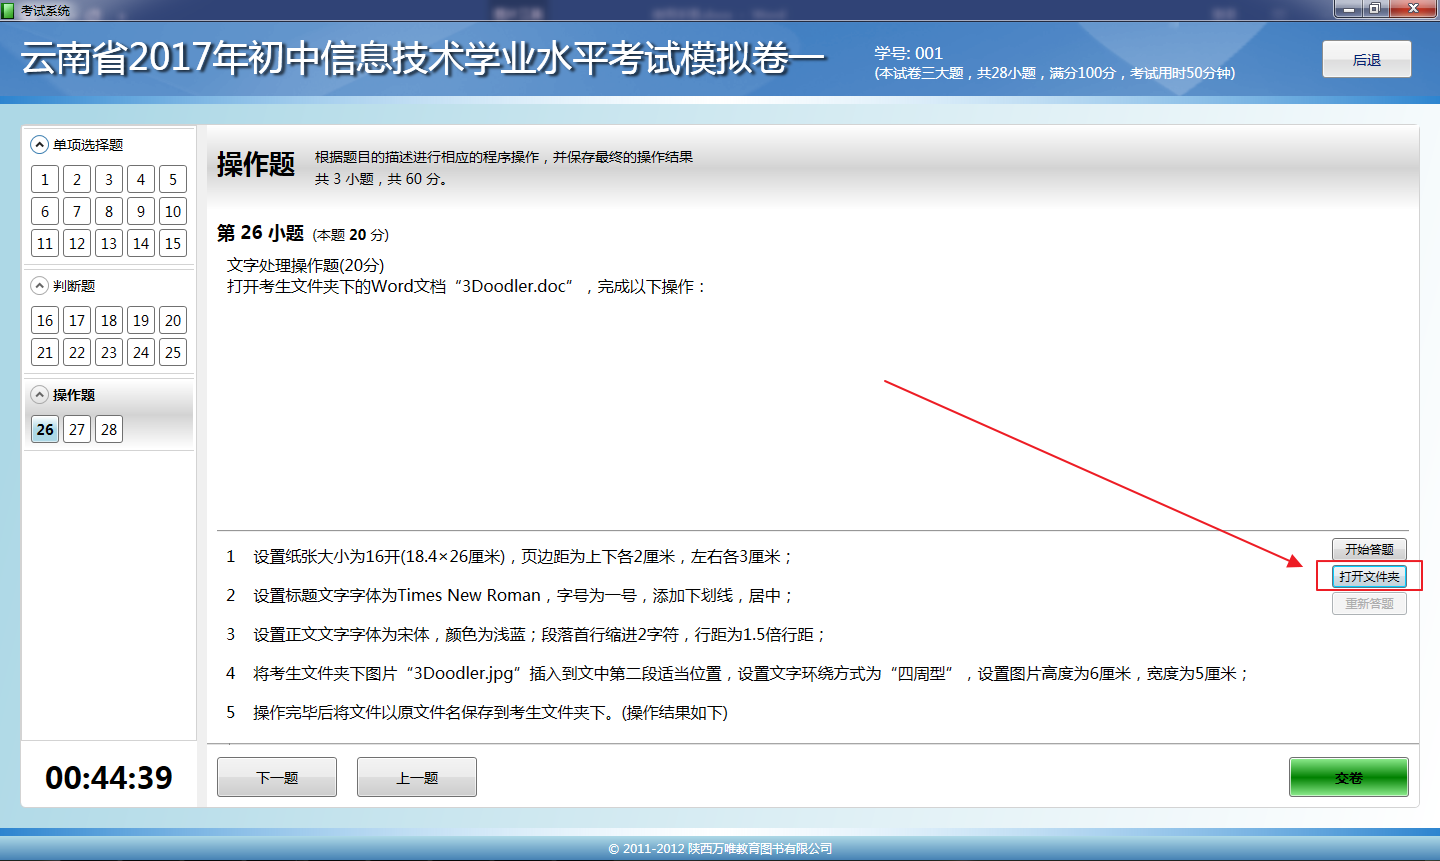 考试系统
云南省2017年初中信息技术学业水平考试模拟卷一
学号: 001
(本试卷三大题，共28小题，满分100分，考试用时50分钟)
后退
单项选择题
1 2 3 4 5
6 7 8 9 10
11 12 13 14 15
判断题
16 17 18 19 20
21 22 23 24 25
操作题
26 27 28
00:44:39
操作题
根据题目的描述进行相应的程序操作，并保存最终的操作结果
共 3 小题，共 60 分。
第 26 小题 (本题 20 分)
文字处理操作题(20分)
打开考生文件夹下的Word文档“3Doodler.doc”，完成以下操作：
1 设置纸张大小为16开(18.4×26厘米)，页边距为上下各2厘米，左右各3厘米；
2 设置标题文字字体为Times New Roman，字号为一号，添加下划线，居中；
3 设置正文文字字体为宋体，颜色为浅蓝；段落首行缩进2字符，行距为1.5倍行距；
4 将考生文件夹下图片“3Doodler.jpg”插入到文中第二段适当位置，设置文字环绕方式为“四周型”，设置图片高度为6厘米，宽度为5厘米；
5 操作完毕后将文件以原文件名保存到考生文件夹下。(操作结果如下)
开始答题
打开文件夹
重新答题
下一题
上一题
交卷
© 2011-2012 陕西万唯教育图书有限公司